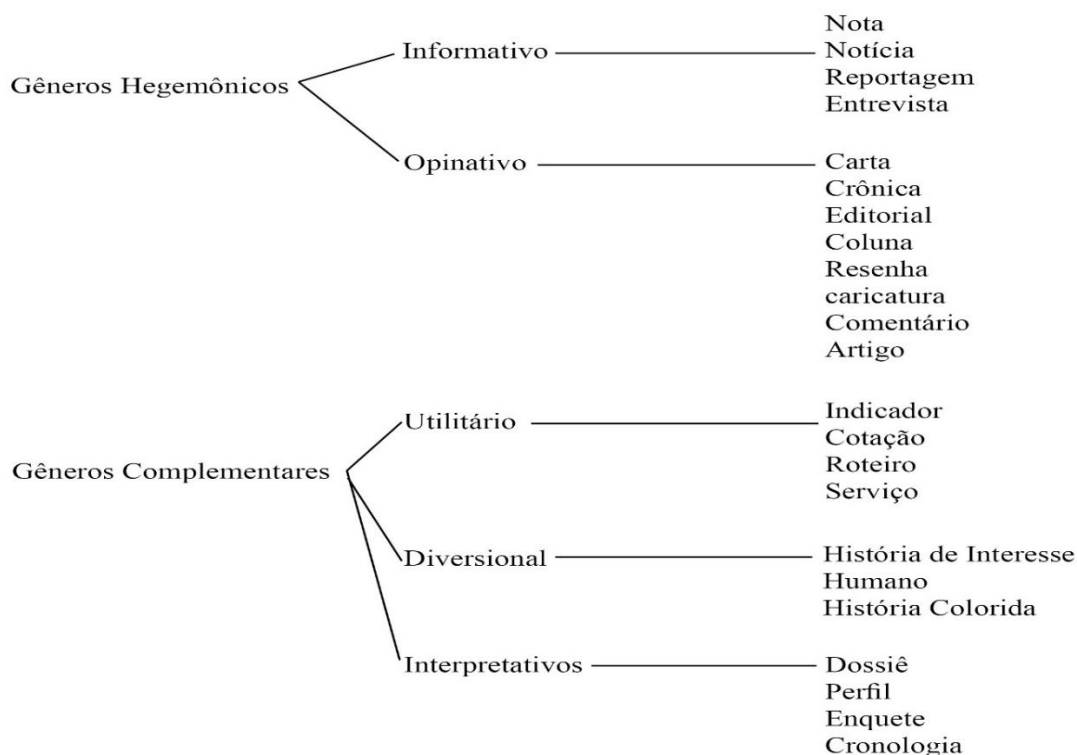 Gêneros Hegemônicos
Informativo
Nota
Notícia
Reportagem
Entrevista
Opinativo
Carta
Crônica
Editorial
Coluna
Resenha
caricatura
Comentário
Artigo
Gêneros Complementares
Utilitário
Indicador
Cotação
Roteiro
Serviço
Diversional
História de Interesse
Humano
História Colorida
Interpretativos
Dossiê
Perfil
Enquete
Cronologia